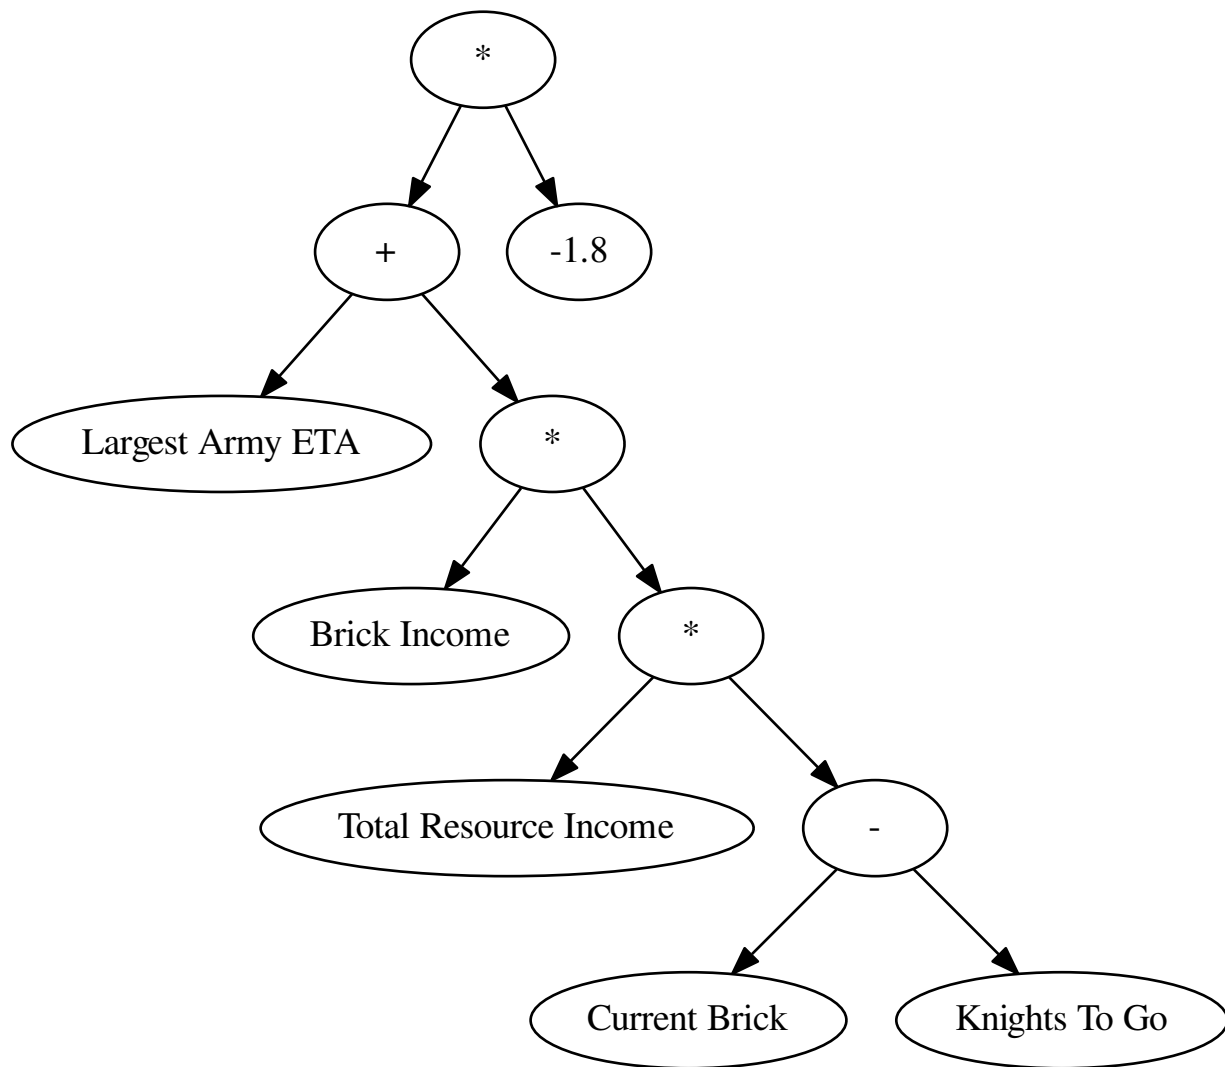 *
+
-1.8
Largest Army ETA
*
Brick Income
*
Total Resource Income
-
Current Brick
Knights To Go